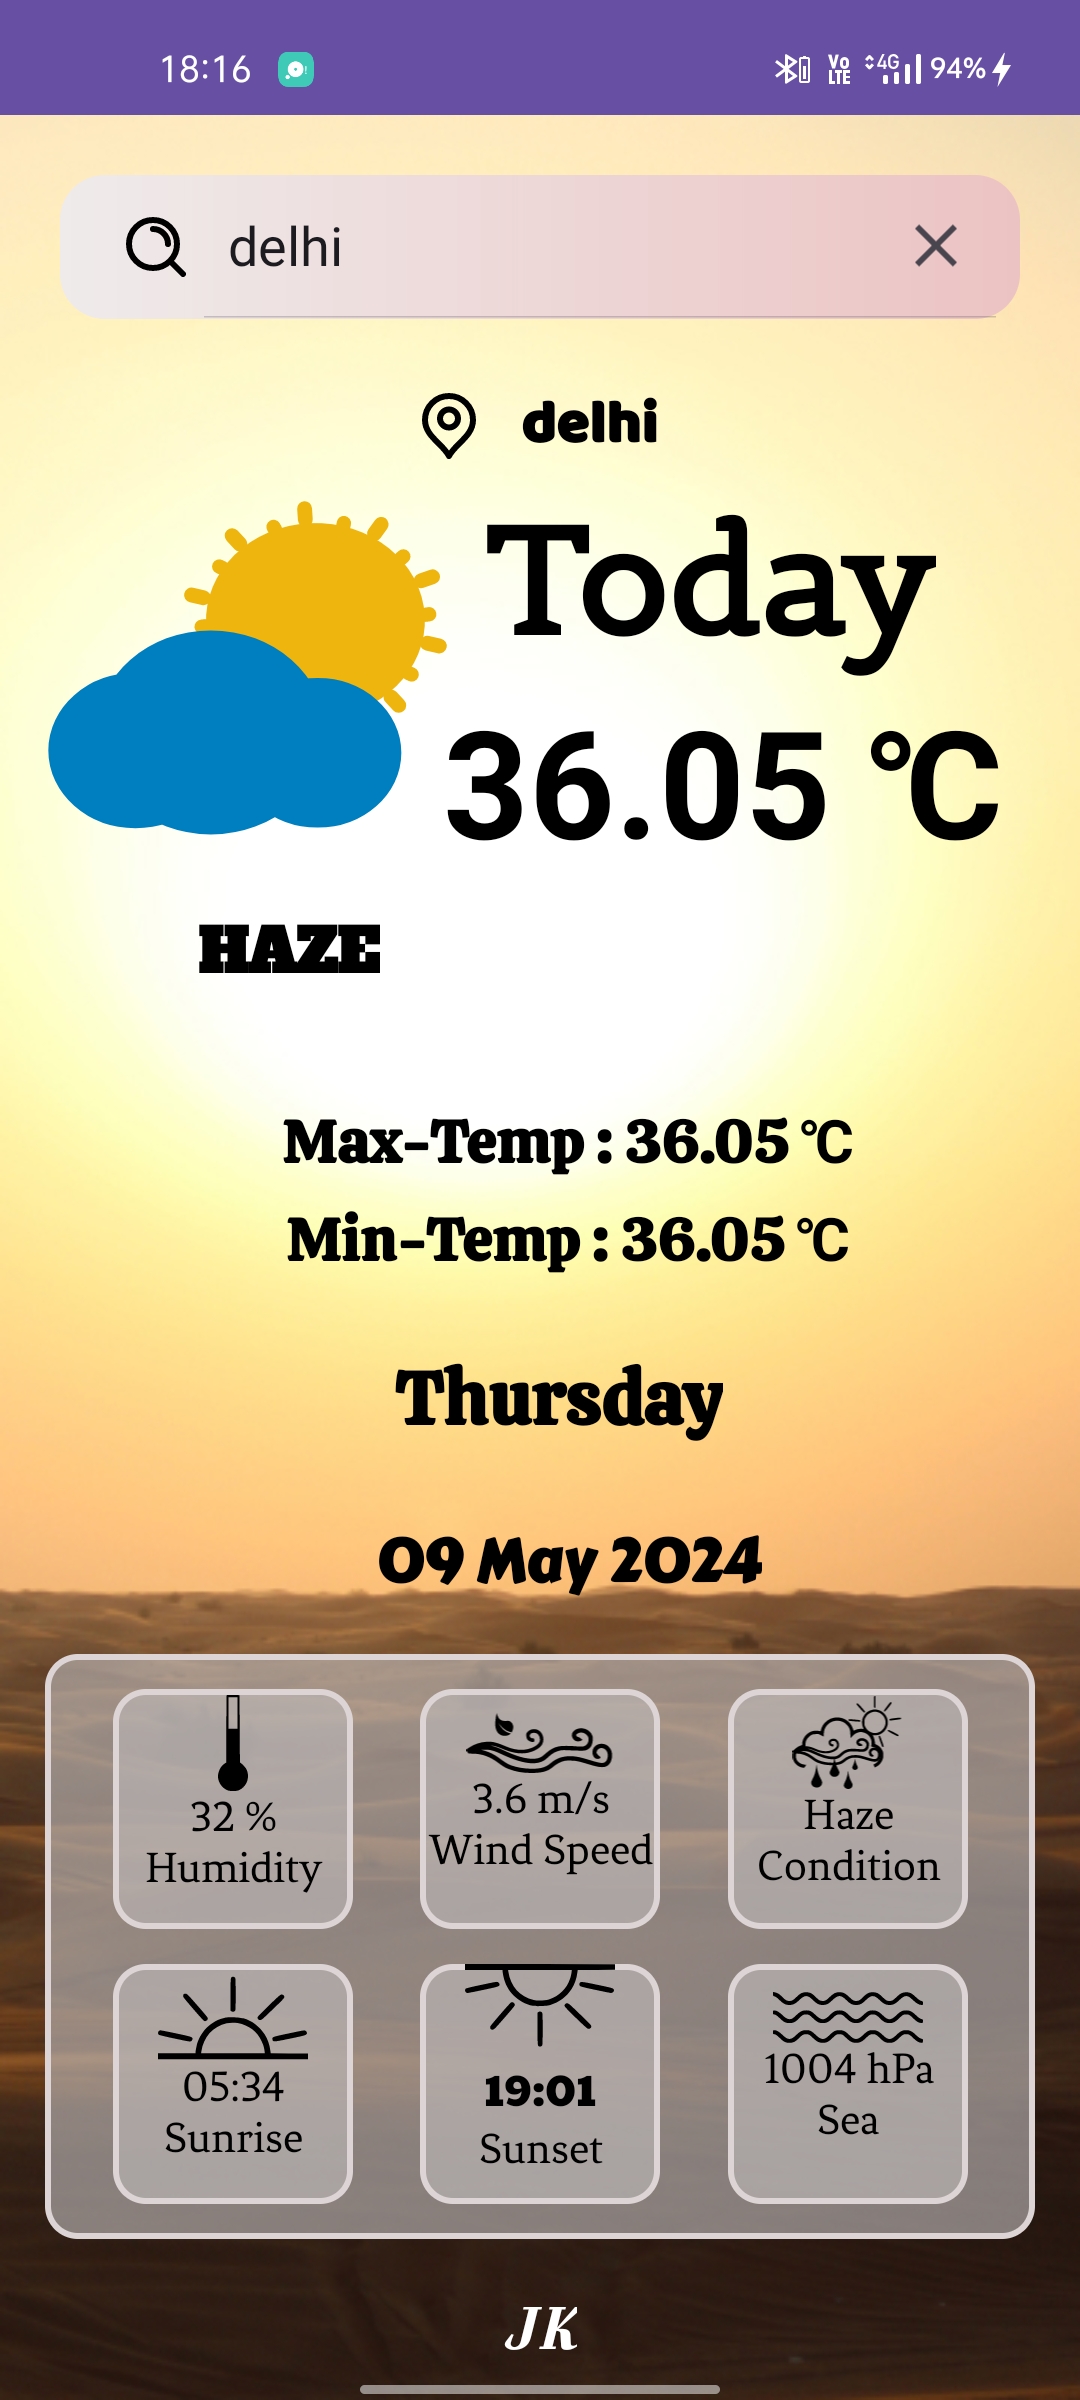 18:16 Vo LTE 4G 94%
delhi
delhi
Today
36.05 °C
HAZE
Max-Temp : 36.05 °C
Min-Temp : 36.05 °C
Thursday
09 May 2024
32 %
Humidity
3.6 m/s
Wind Speed
Haze
Condition
05:34
Sunrise
19:01
Sunset
1004 hPa
Sea
JK